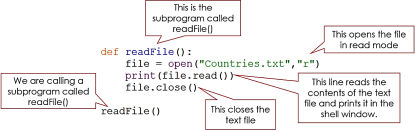 This is the
subprogram called
readFile()
This opens the file
in read mode
def readFile():
file = open("Countries.txt","r")
print(file.read())
file.close()
We are calling a
subprogram called
readFile()
This line reads the
contents of the text
file and prints it in the
shell window.
This closes the
text file
readFile()